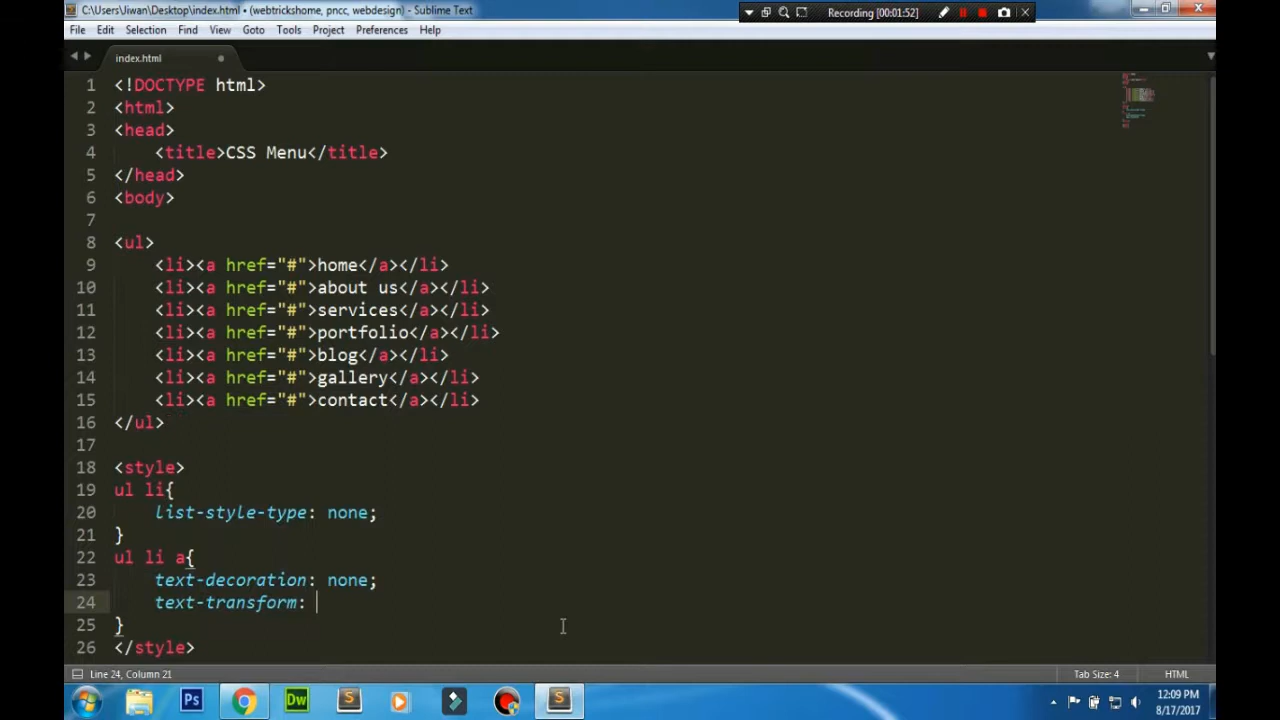 C:\Users\Jiwan\Desktop\index.html • (webtrickshome, pncc, webdesign) - Sublime Text
Recording [00:01:52]
File Edit Selection Find View Goto Tools Project Preferences Help
index.html
1 <!DOCTYPE html>
2 <html>
3 <head>
4 <title>CSS Menu</title>
5 </head>
6 <body>
7
8 <ul>
9 <li><a href="#">home</a></li>
10 <li><a href="#">about us</a></li>
11 <li><a href="#">services</a></li>
12 <li><a href="#">portfolio</a></li>
13 <li><a href="#">blog</a></li>
14 <li><a href="#">gallery</a></li>
15 <li><a href="#">contact</a></li>
16 </ul>
17
18 <style>
19 ul li{
20 list-style-type: none;
21 }
22 ul li a{
23 text-decoration: none;
24 text-transform:
25 }
26 </style>
Line 24, Column 21 Tab Size: 4 HTML
Ps Dw S S
12:09 PM
8/17/2017